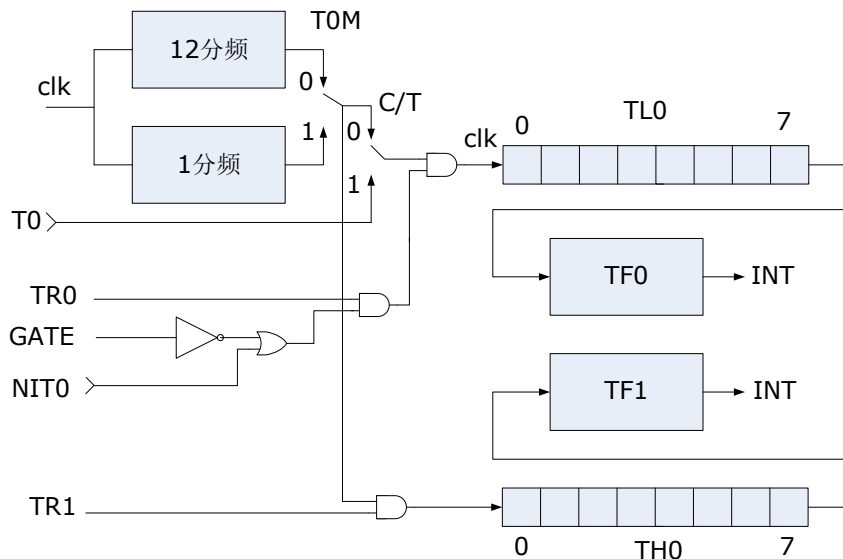 T0M
12分频
clk
0
C/T
1
0
1分频
1
T0
clk
0
TL0
7
TF0
INT
TR0
GATE
NIT0
TF1
INT
TR1
0
TH0
7